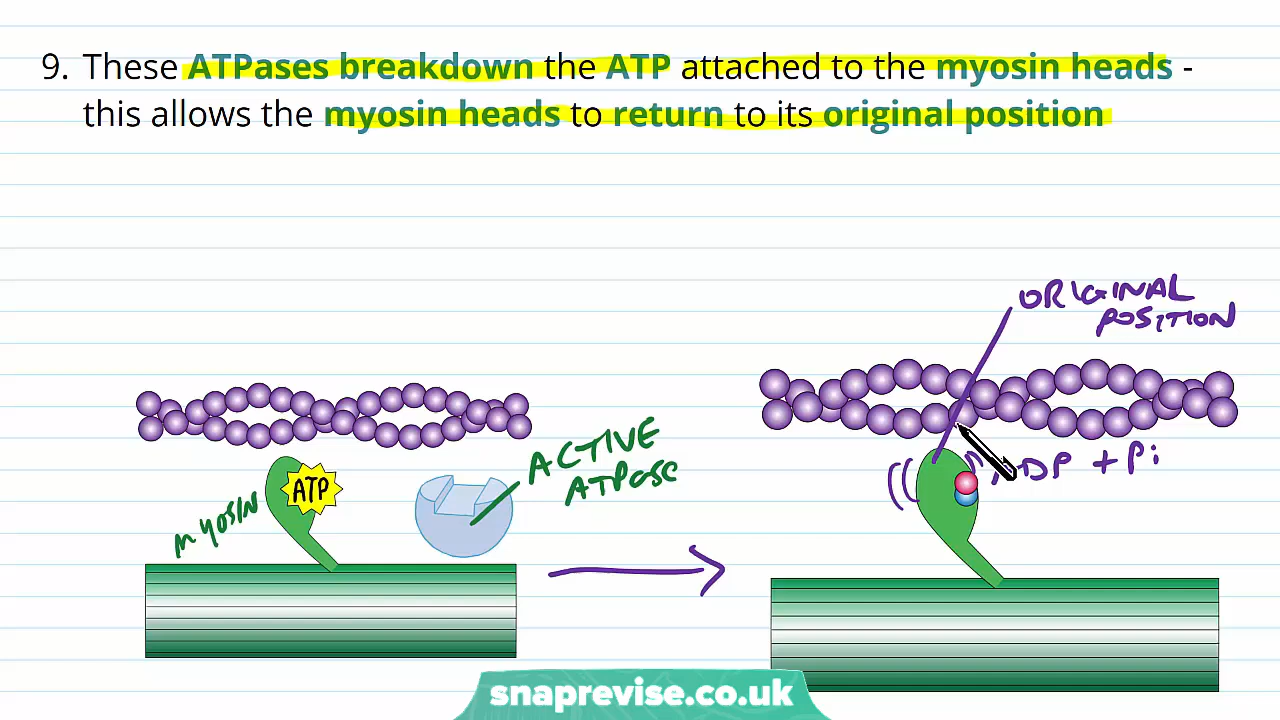 9. These ATPases breakdown the ATP attached to the myosin heads -
this allows the myosin heads to return to its original position
ORIGINAL
POSITION
ACTIVE
ATPase
ATP
MYOSIN
DP + Pi
snaprevise.co.uk